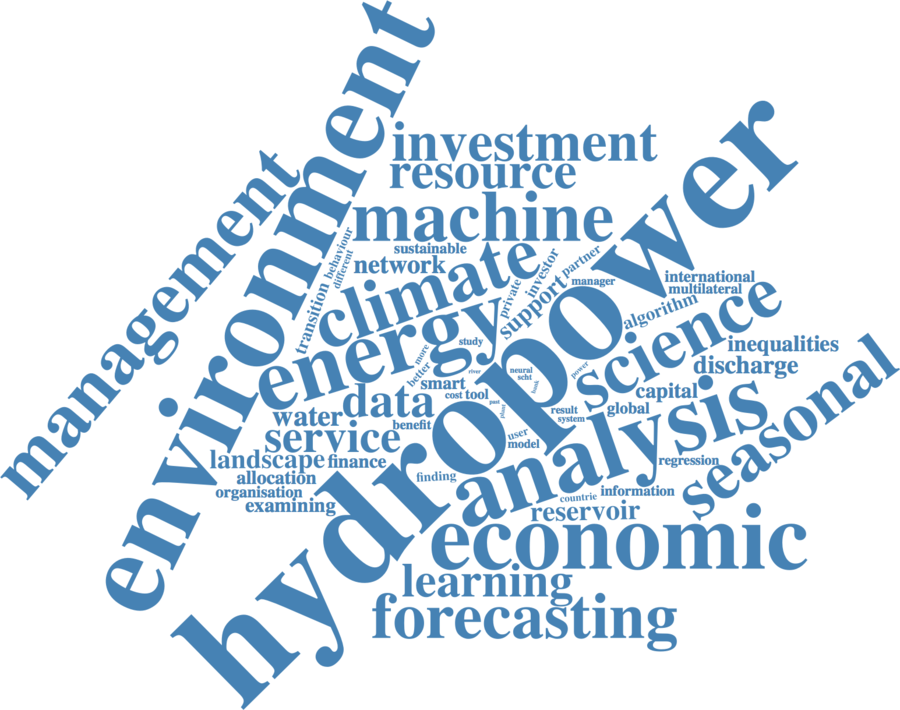 environment
management
hydropower
investment
resource
machine
sustainable
behaviour
different
network
transition
climate
energy
partner
investor
private
support
manager
international
multilateral
algorithm
science
inequalities
discharge
study
more
better
river
neural
scht
power
bank
smart
cost
tool
past
data
capital
global
result
system
analysis
seasonal
water
benefit
service
user
model
landscape
finance
regression
allocation
finding
organisation
information
countrie
examining
reservoir
economic
learning
forecasting